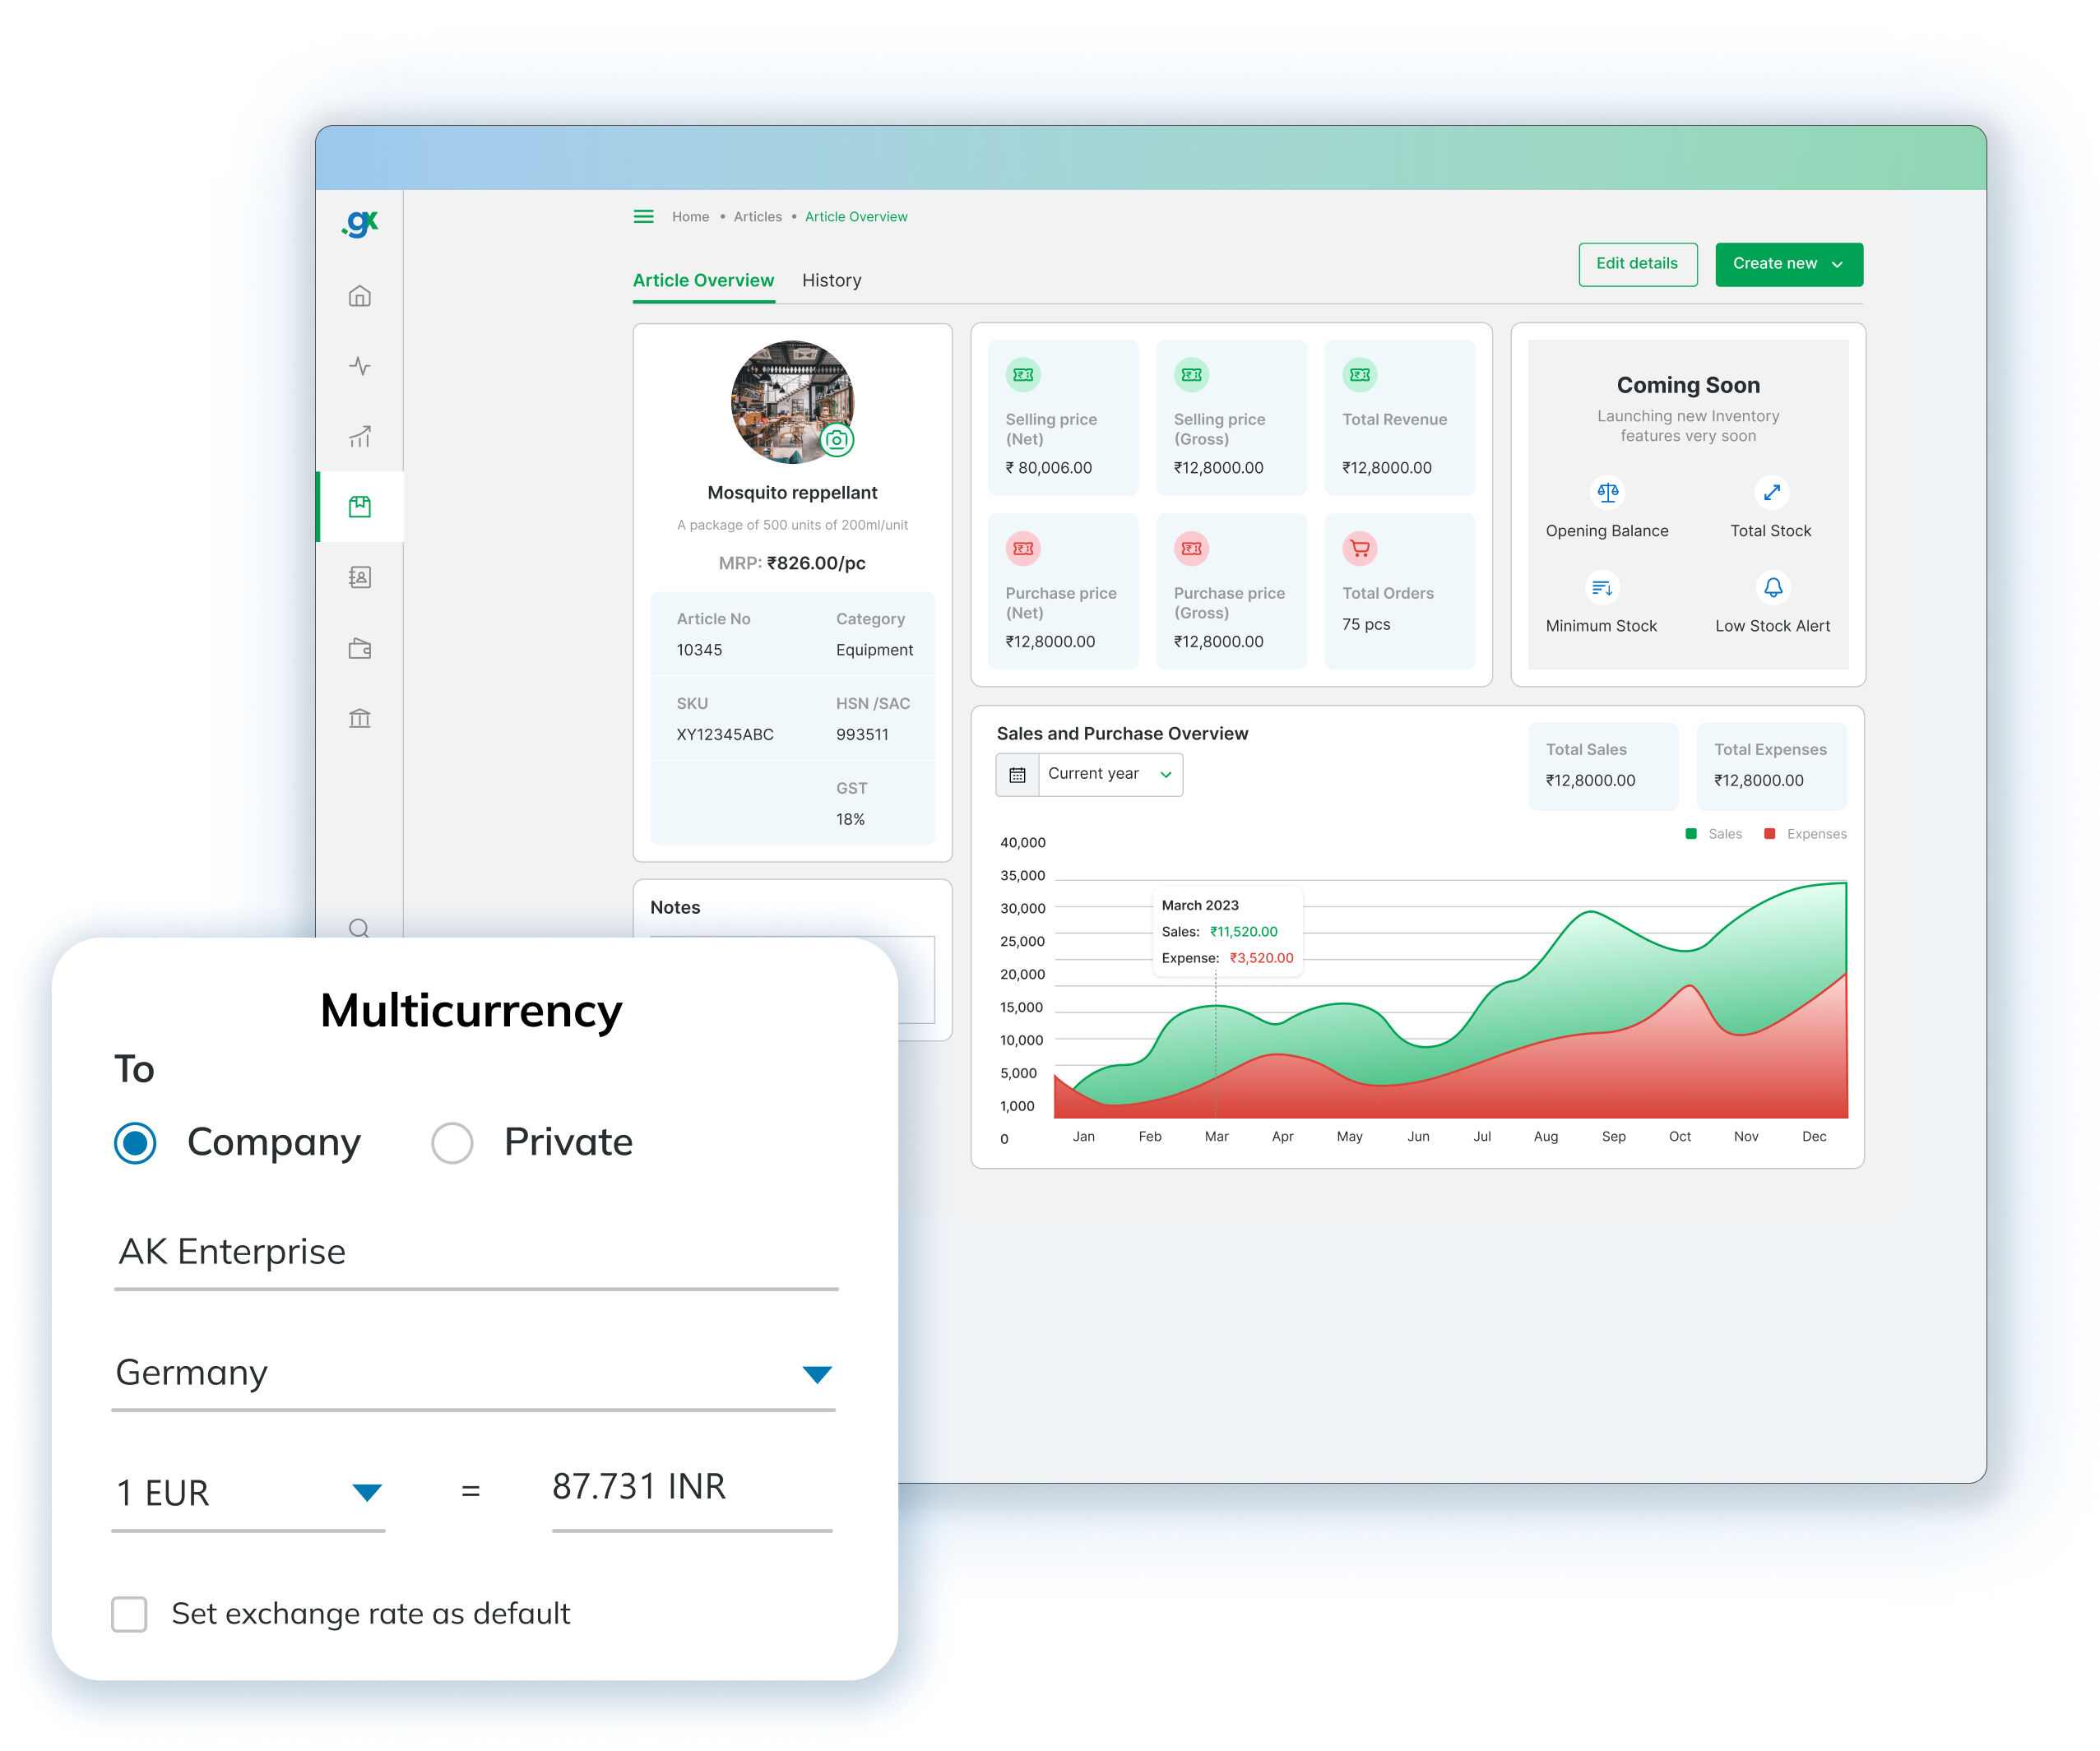 .gx
Home • Articles • Article Overview
Article Overview
History
Edit details
Create new
Mosquito reppellant
A package of 500 units of 200ml/unit
MRP: ₹826.00/pc
Article No
Category
10345
Equipment
SKU
HSN /SAC
XY12345ABC
993511
GST
18%
Notes
Selling price
(Net)
₹ 80,006.00
Selling price
(Gross)
₹12,8000.00
Total Revenue
₹12,8000.00
Purchase price
(Net)
₹12,8000.00
Purchase price
(Gross)
₹12,8000.00
Total Orders
75 pcs
Coming Soon
Launching new Inventory
features very soon
Opening Balance
Total Stock
Minimum Stock
Low Stock Alert
Sales and Purchase Overview
Current year
Total Sales
₹12,8000.00
Total Expenses
₹12,8000.00
Sales
Expenses
40,000
35,000
30,000
25,000
20,000
15,000
10,000
5,000
1,000
0
March 2023
Sales: ₹11,520.00
Expense: ₹3,520.00
Jan Feb Mar Apr May Jun Jul Aug Sep Oct Nov Dec
Multicurrency
To
Company
Private
AK Enterprise
Germany
1 EUR = 87.731 INR
Set exchange rate as default